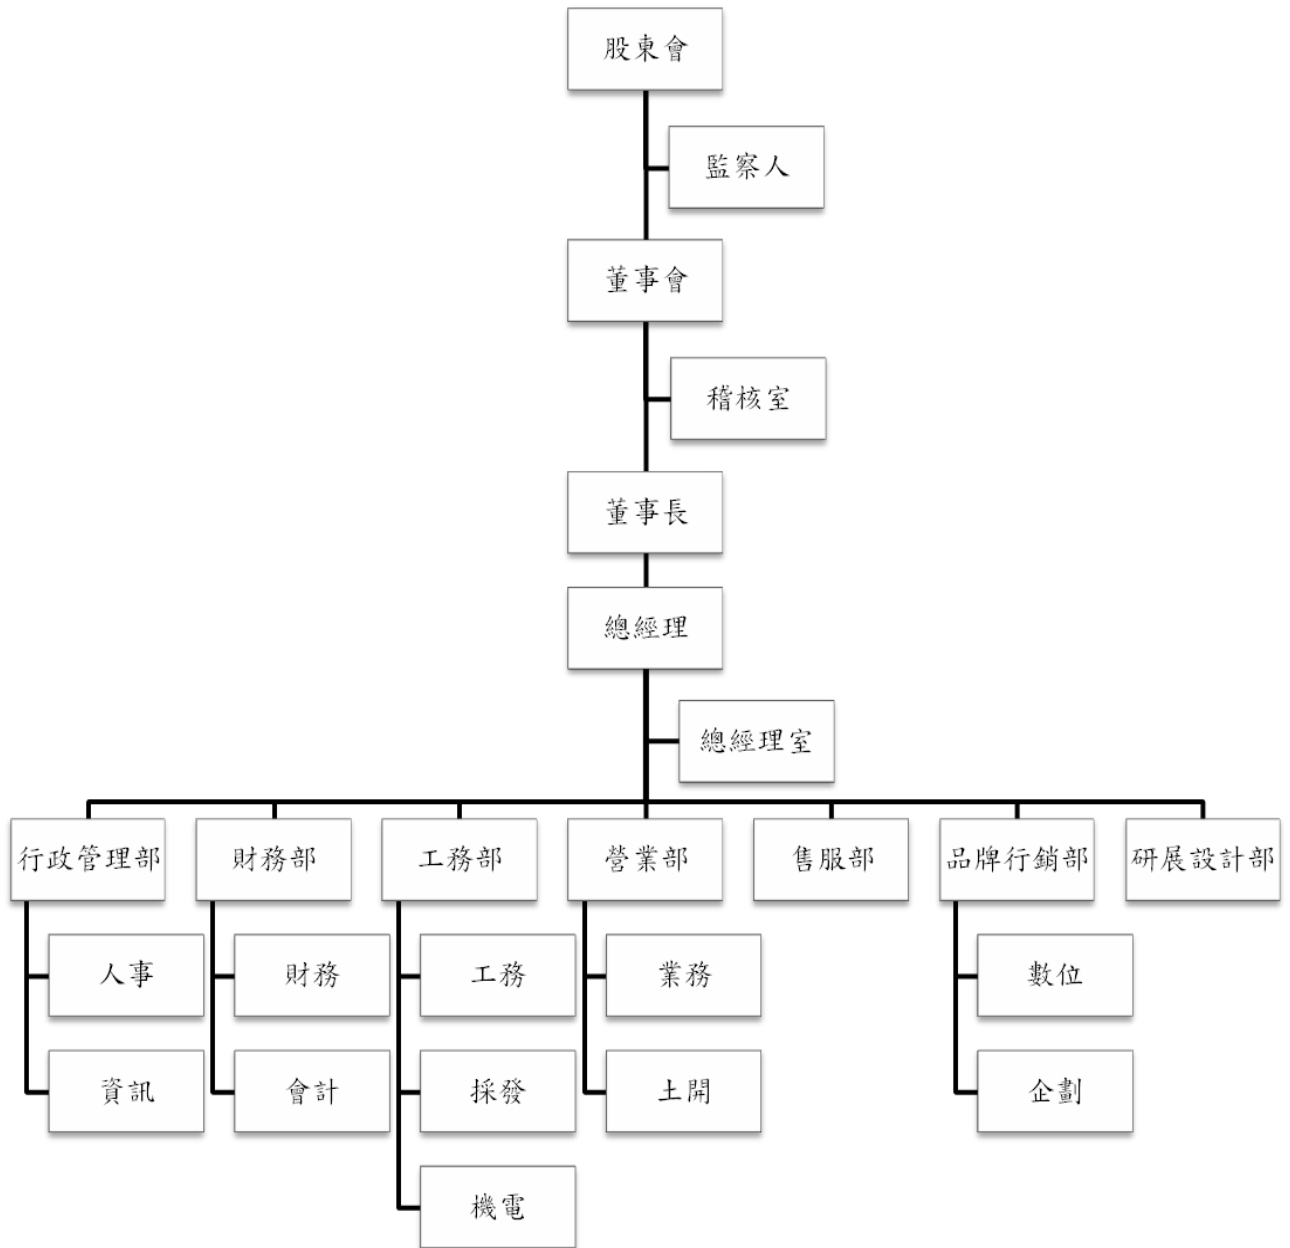 股東會
監察人
董事會
稽核室
董事長
總經理
總經理室
行政管理部
財務部
工務部
營業部
售服部
品牌行銷部
研展設計部
人事
財務
工務
業務
數位
資訊
會計
採發
土開
企劃
機電